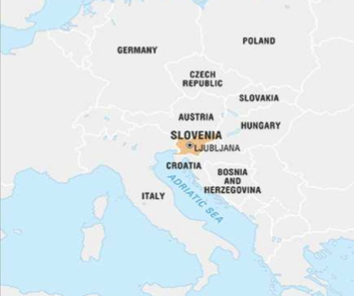 POLAND
GERMANY
CZECH
REPUBLIC
SLOVAKIA
AUSTRIA
HUNGARY
SLOVENIA
LJUBLJANA
CROATIA
BOSNIA
AND
HERZEGOVINA
ITALY
ADRIATIC SEA